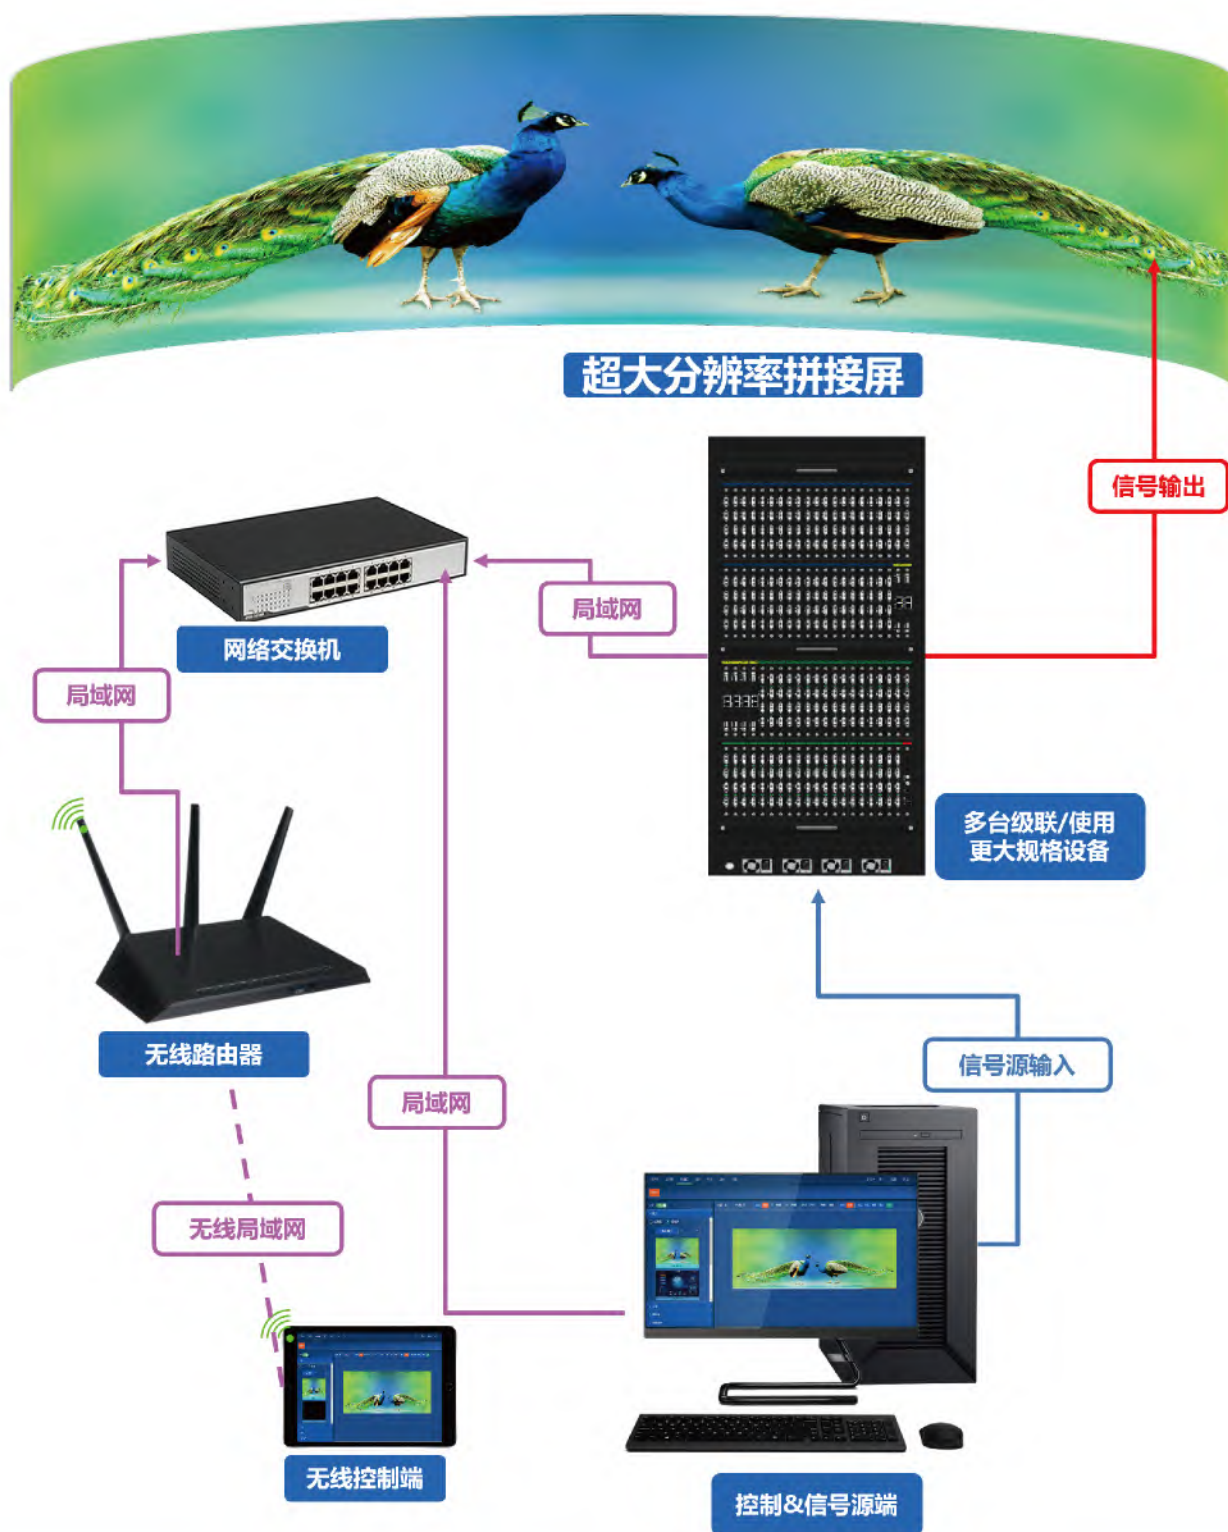 超大分辨率拼接屏
信号输出
局域网
网络交换机
局域网
多台级联/使用
更大规格设备
无线路由器
信号源输入
局域网
无线局域网
无线控制端
控制&信号源端